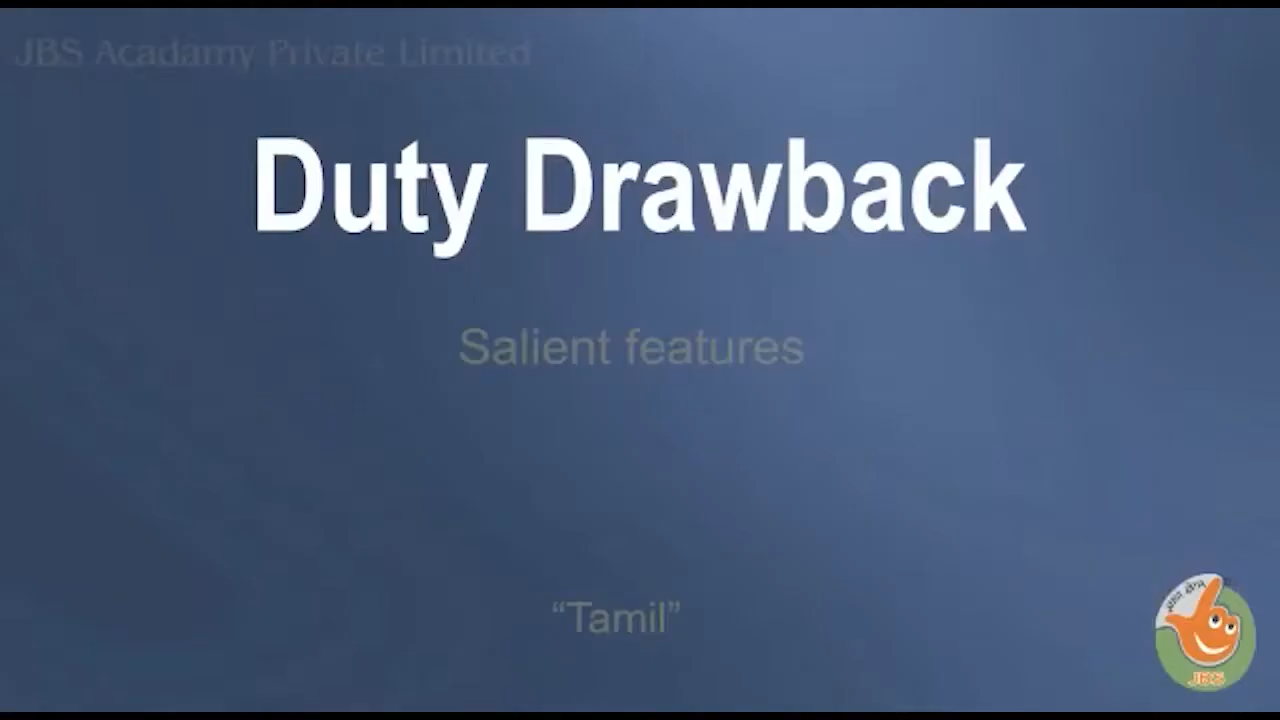 JBS Acadamy Private Limited
Duty Drawback
Salient features
“Tamil”
JBS